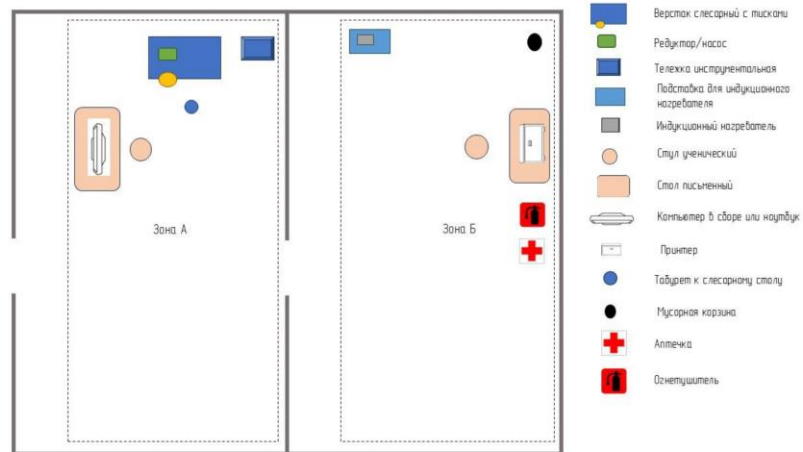 Верстак слесарный с тисками
Редуктор/насос
Тележка инструментальная
Подставка для индукционного
нагревателя
Индукционный нагреватель
Стул ученический
Стол письменный
Компьютер в сборе или ноутбук
Принтер
Табурет к слесарному столу
Мусорная корзина
Аптечка
Огнетушитель
Зона А
Зона Б